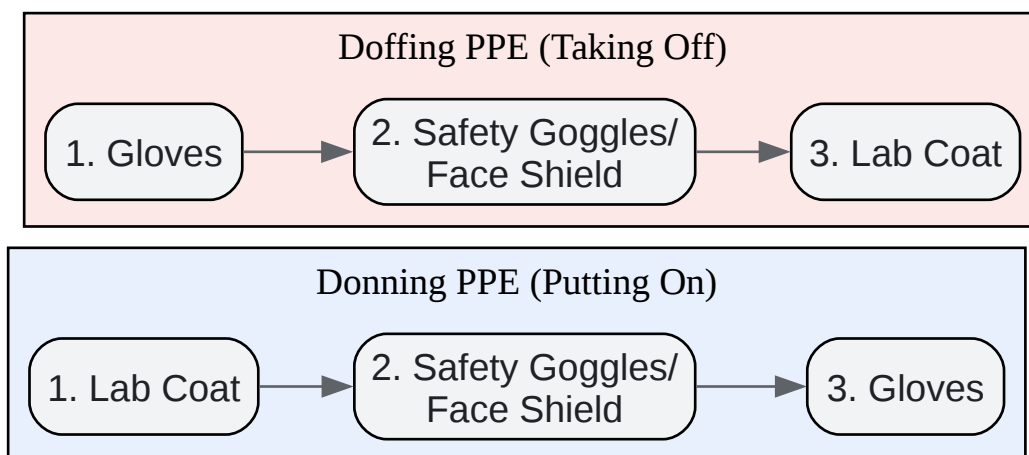 Doffing PPE (Taking Off)
1. Gloves
2. Safety Goggles/
Face Shield
3. Lab Coat
Donning PPE (Putting On)
1. Lab Coat
2. Safety Goggles/
Face Shield
3. Gloves